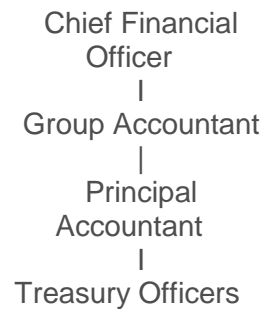 Chief Financial
Officer
I
Group Accountant
|
Principal
Accountant
I
Treasury Officers